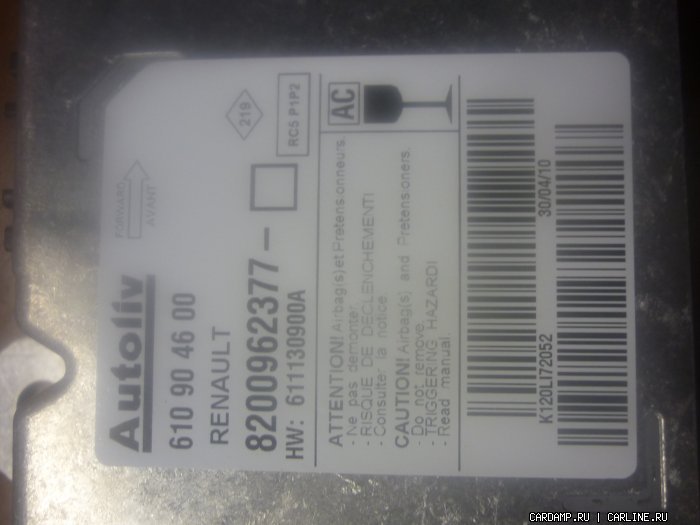 FORWARD
AVANT
219
RC5 P1P2
Autoliv
610 90 46 00
RENAULT
8200962377-
HW: 611130900A
AC
ATTENTION! Airbag(s) et Pretensionneurs.
- Ne pas demonter.
- RISQUE DE DECLENCHEMENT!
- Consulter la notice.
CAUTION! Airbag(s) and Pretensioners.
- Do not remove.
- TRIGGERING HAZARD!
- Read manual.
K120LI72052 30/04/10
CARDAMP.RU | CARLINE.RU